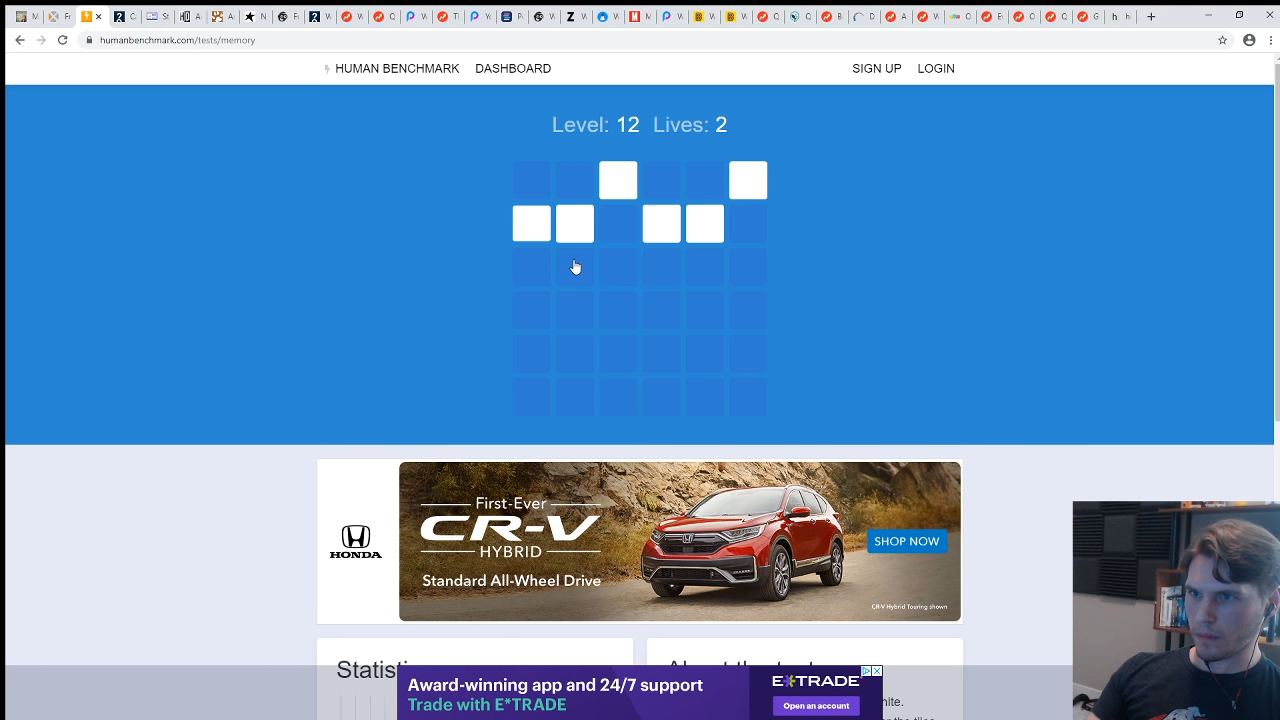 humanbenchmark.com/tests/memory
HUMAN BENCHMARK DASHBOARD SIGN UP LOGIN
Level: 12 Lives: 2
First-Ever
CR-V
HYBRID
Standard All-Wheel Drive
HONDA
SHOP NOW
CR-V Hybrid Touring shown
Award-winning app and 24/7 support
Trade with E*TRADE
E*TRADE
Open an account